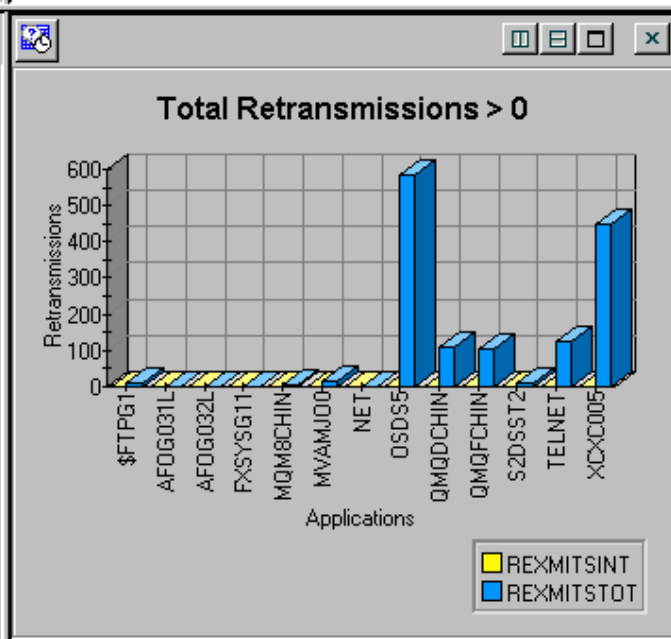 Total Retransmissions > 0
Retransmissions
600
500
400
300
200
100
0
$FTPG1
AFOG031L
AFOG032L
FXSYSG11
MQM8CHIN
MVAMJO0
NET
OSDS5
QMQDCHIN
QMQFCHIN
S2DSST2
TELNET
XCXC005
Applications
REXMITSINT
REXMITSTOT